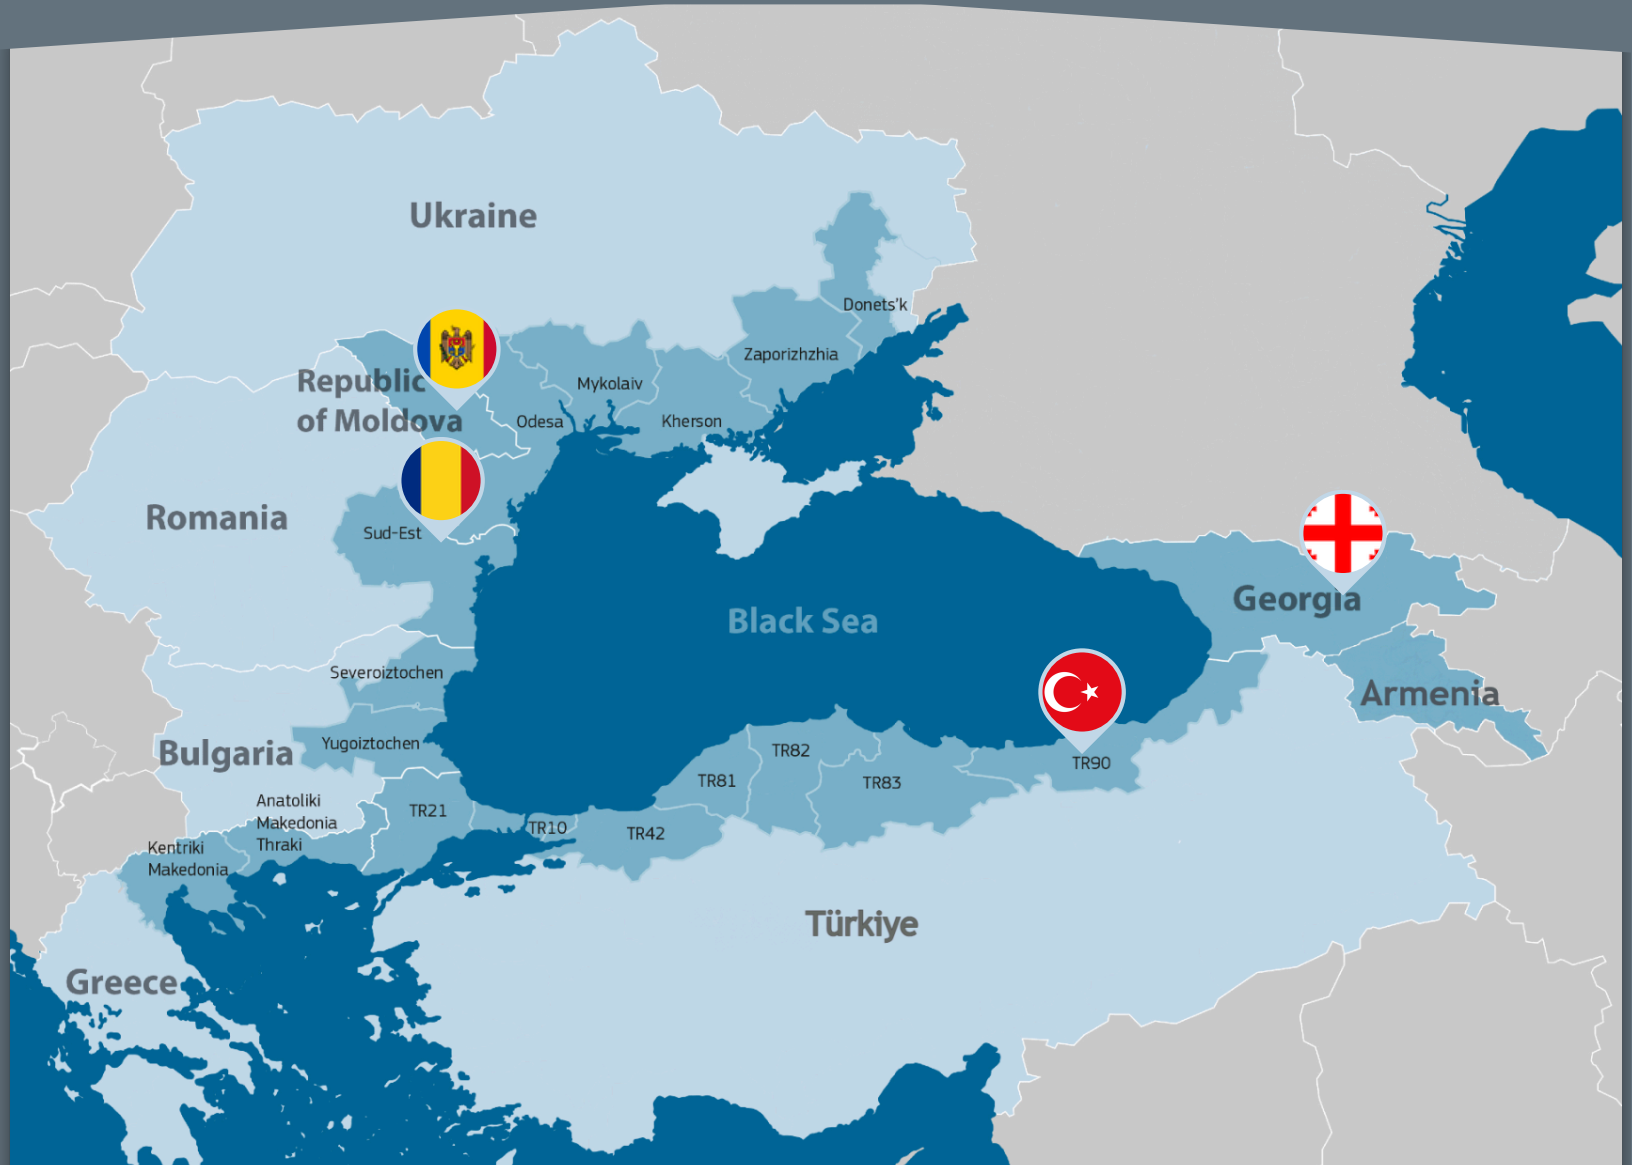 Ukraine
Donets'k
Zaporizhzhia
Republic
of Moldova
Mykolaiv
Odesa
Kherson
Romania
Sud-Est
Black Sea
Georgia
Severoiztochen
Armenia
Yugoiztochen
Bulgaria
TR82
TR90
TR81
TR83
Anatoliki
Makedonia
Thraki
TR21
TR10
TR42
Kentriki
Makedonia
Türkiye
Greece